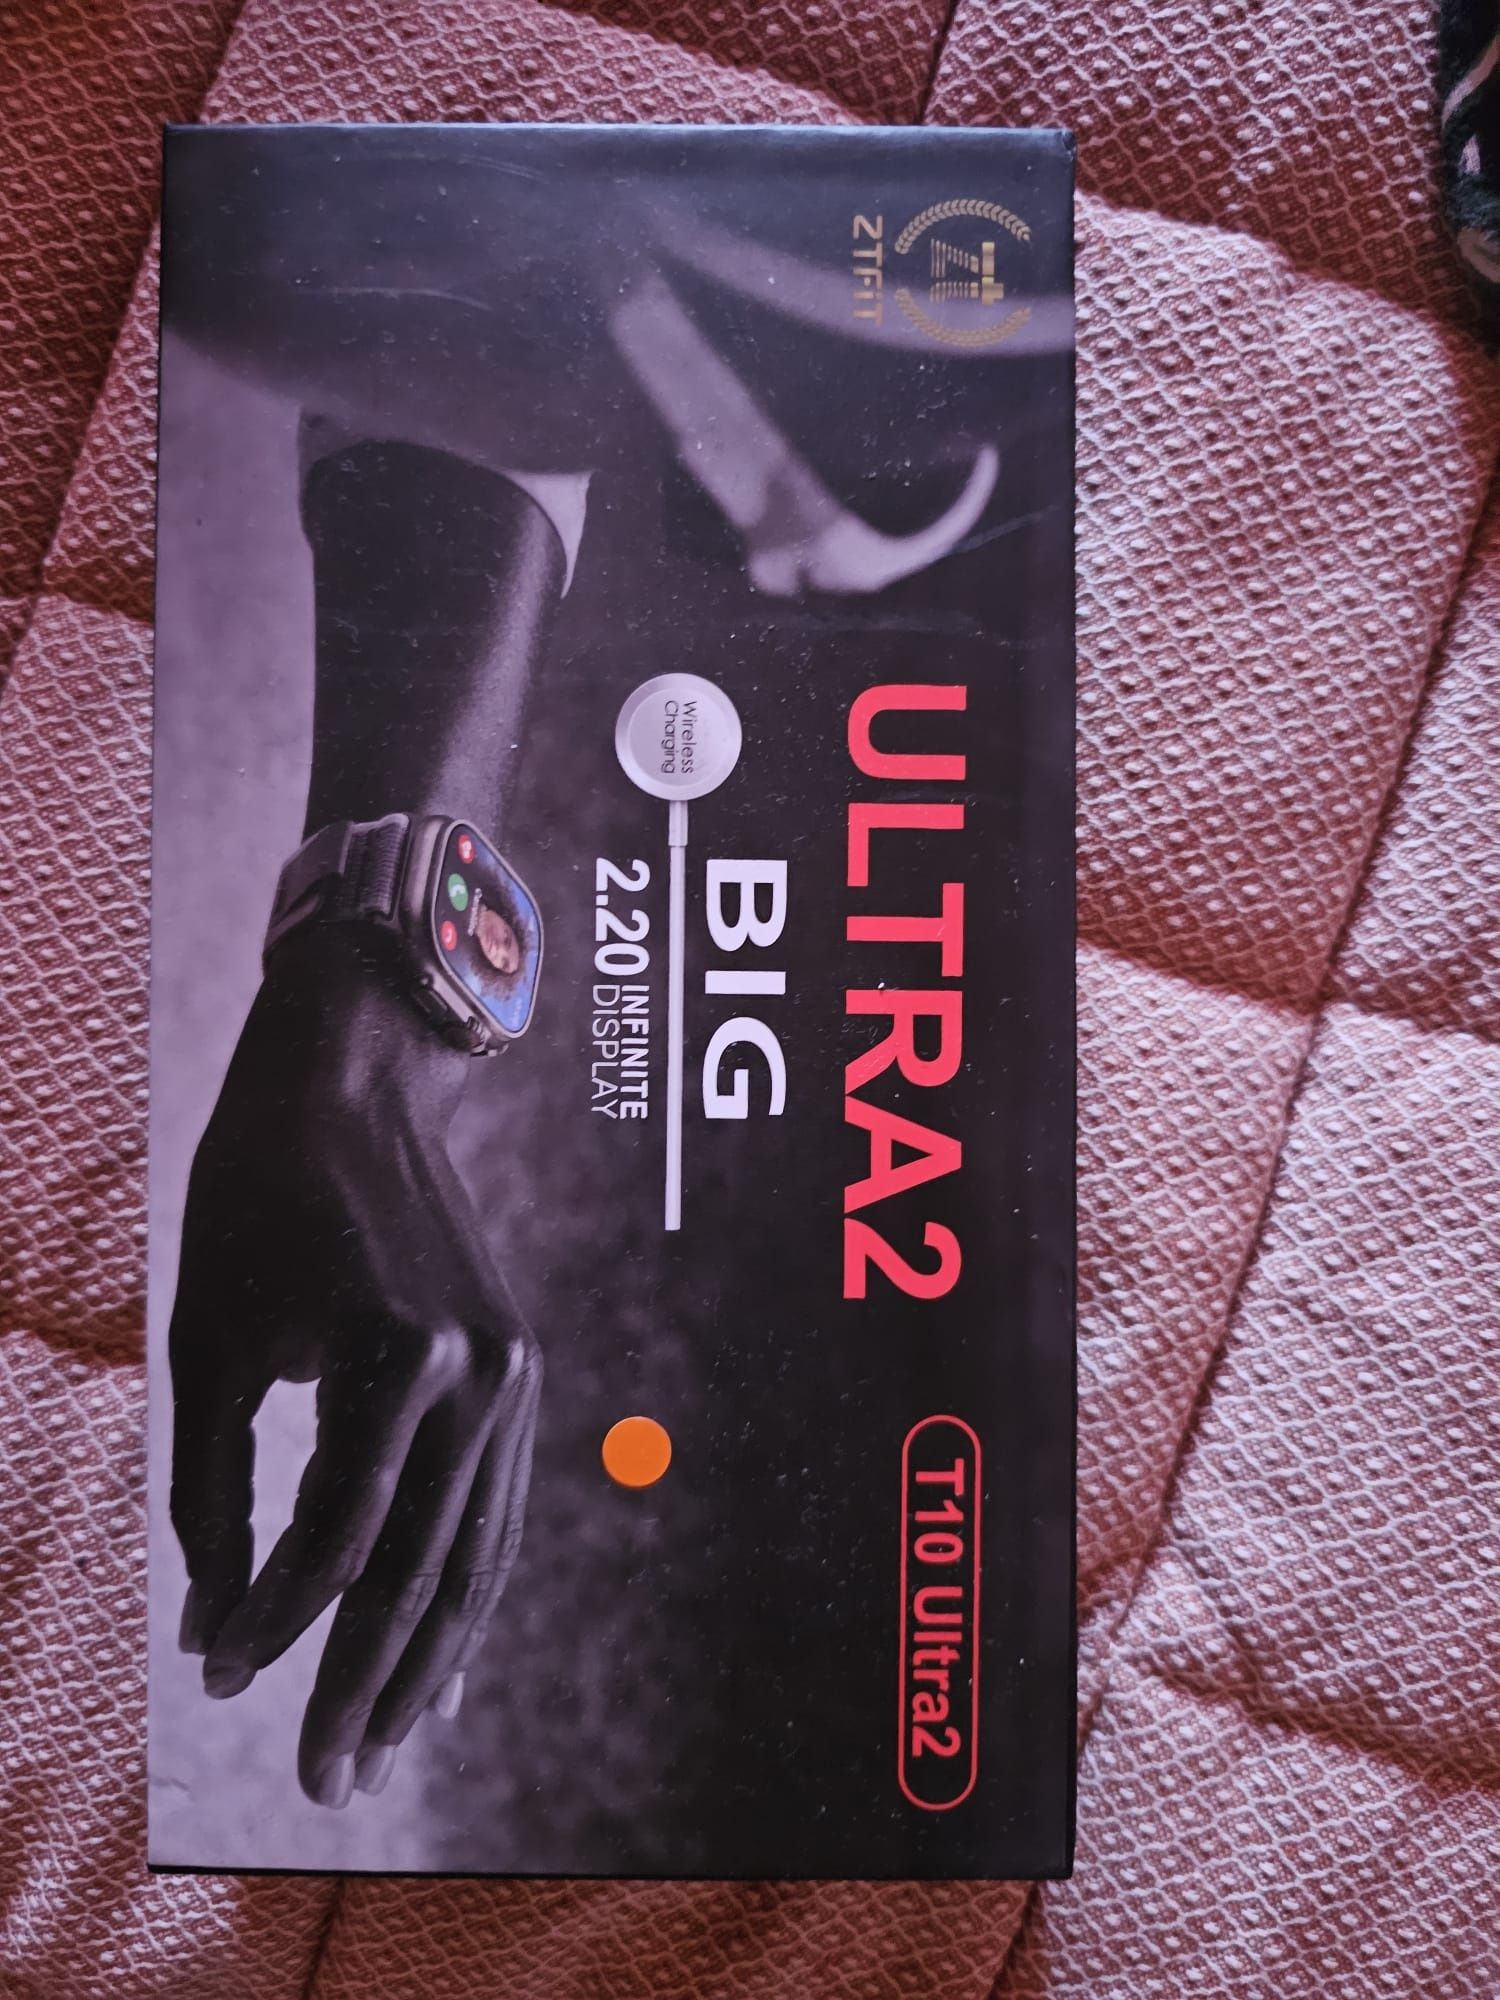 ZTFIT
ULTRA2
T10 Ultra2
BIG
Wireless
Charging
2.20 INFINITE
DISPLAY